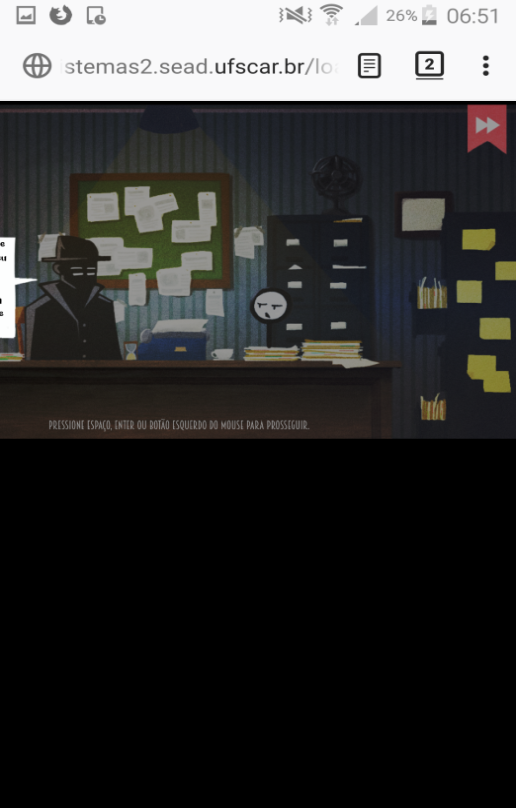 26% 06:51
stemas2.sead.ufscar.br/lo
2
e
u
a
PRESSIONE ESPAÇO, ENTER OU BOTÃO ESQUERDO DO MOUSE PARA PROSSEGUIR.